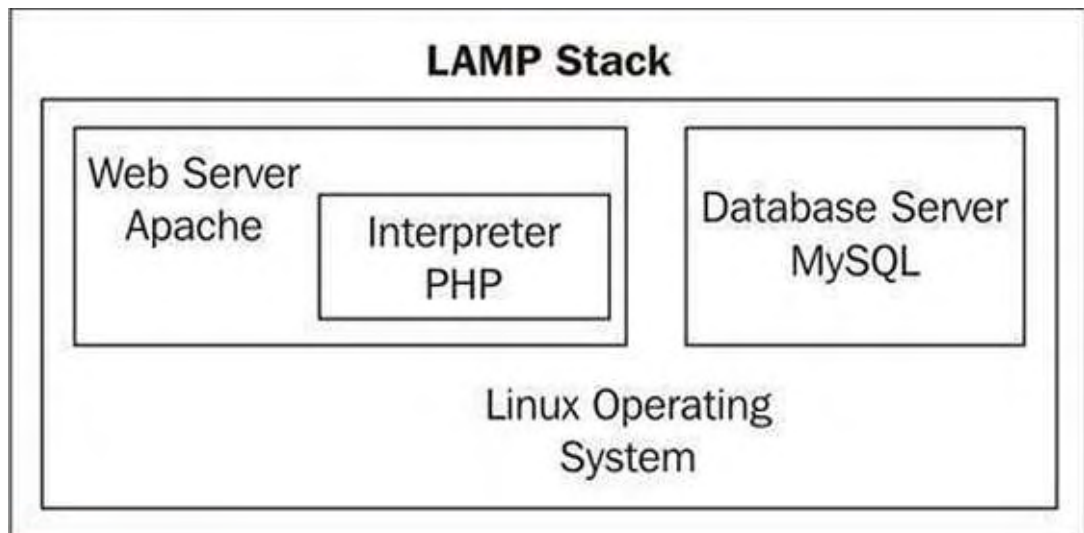 LAMP Stack
Web Server
Apache
Interpreter
PHP
Database Server
MySQL
Linux Operating
System